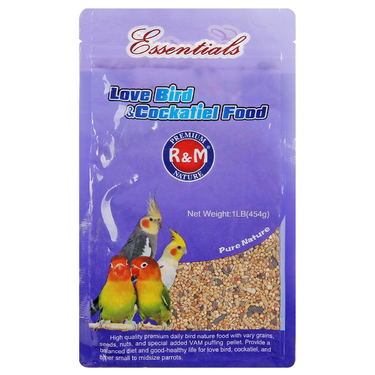 Essentials
Love Bird
& Cockatiel Food
PREMIUM
R&M
NATURE
Net Weight:1LB(454g)
Pure Nature
High quality premium daily bird nature food with vary grains,
seeds, nuts, and special added VAM puffing pellet. Provide a
balanced diet and good-healthy life for love bird, cockatiel, and
other small to midsize parrots.